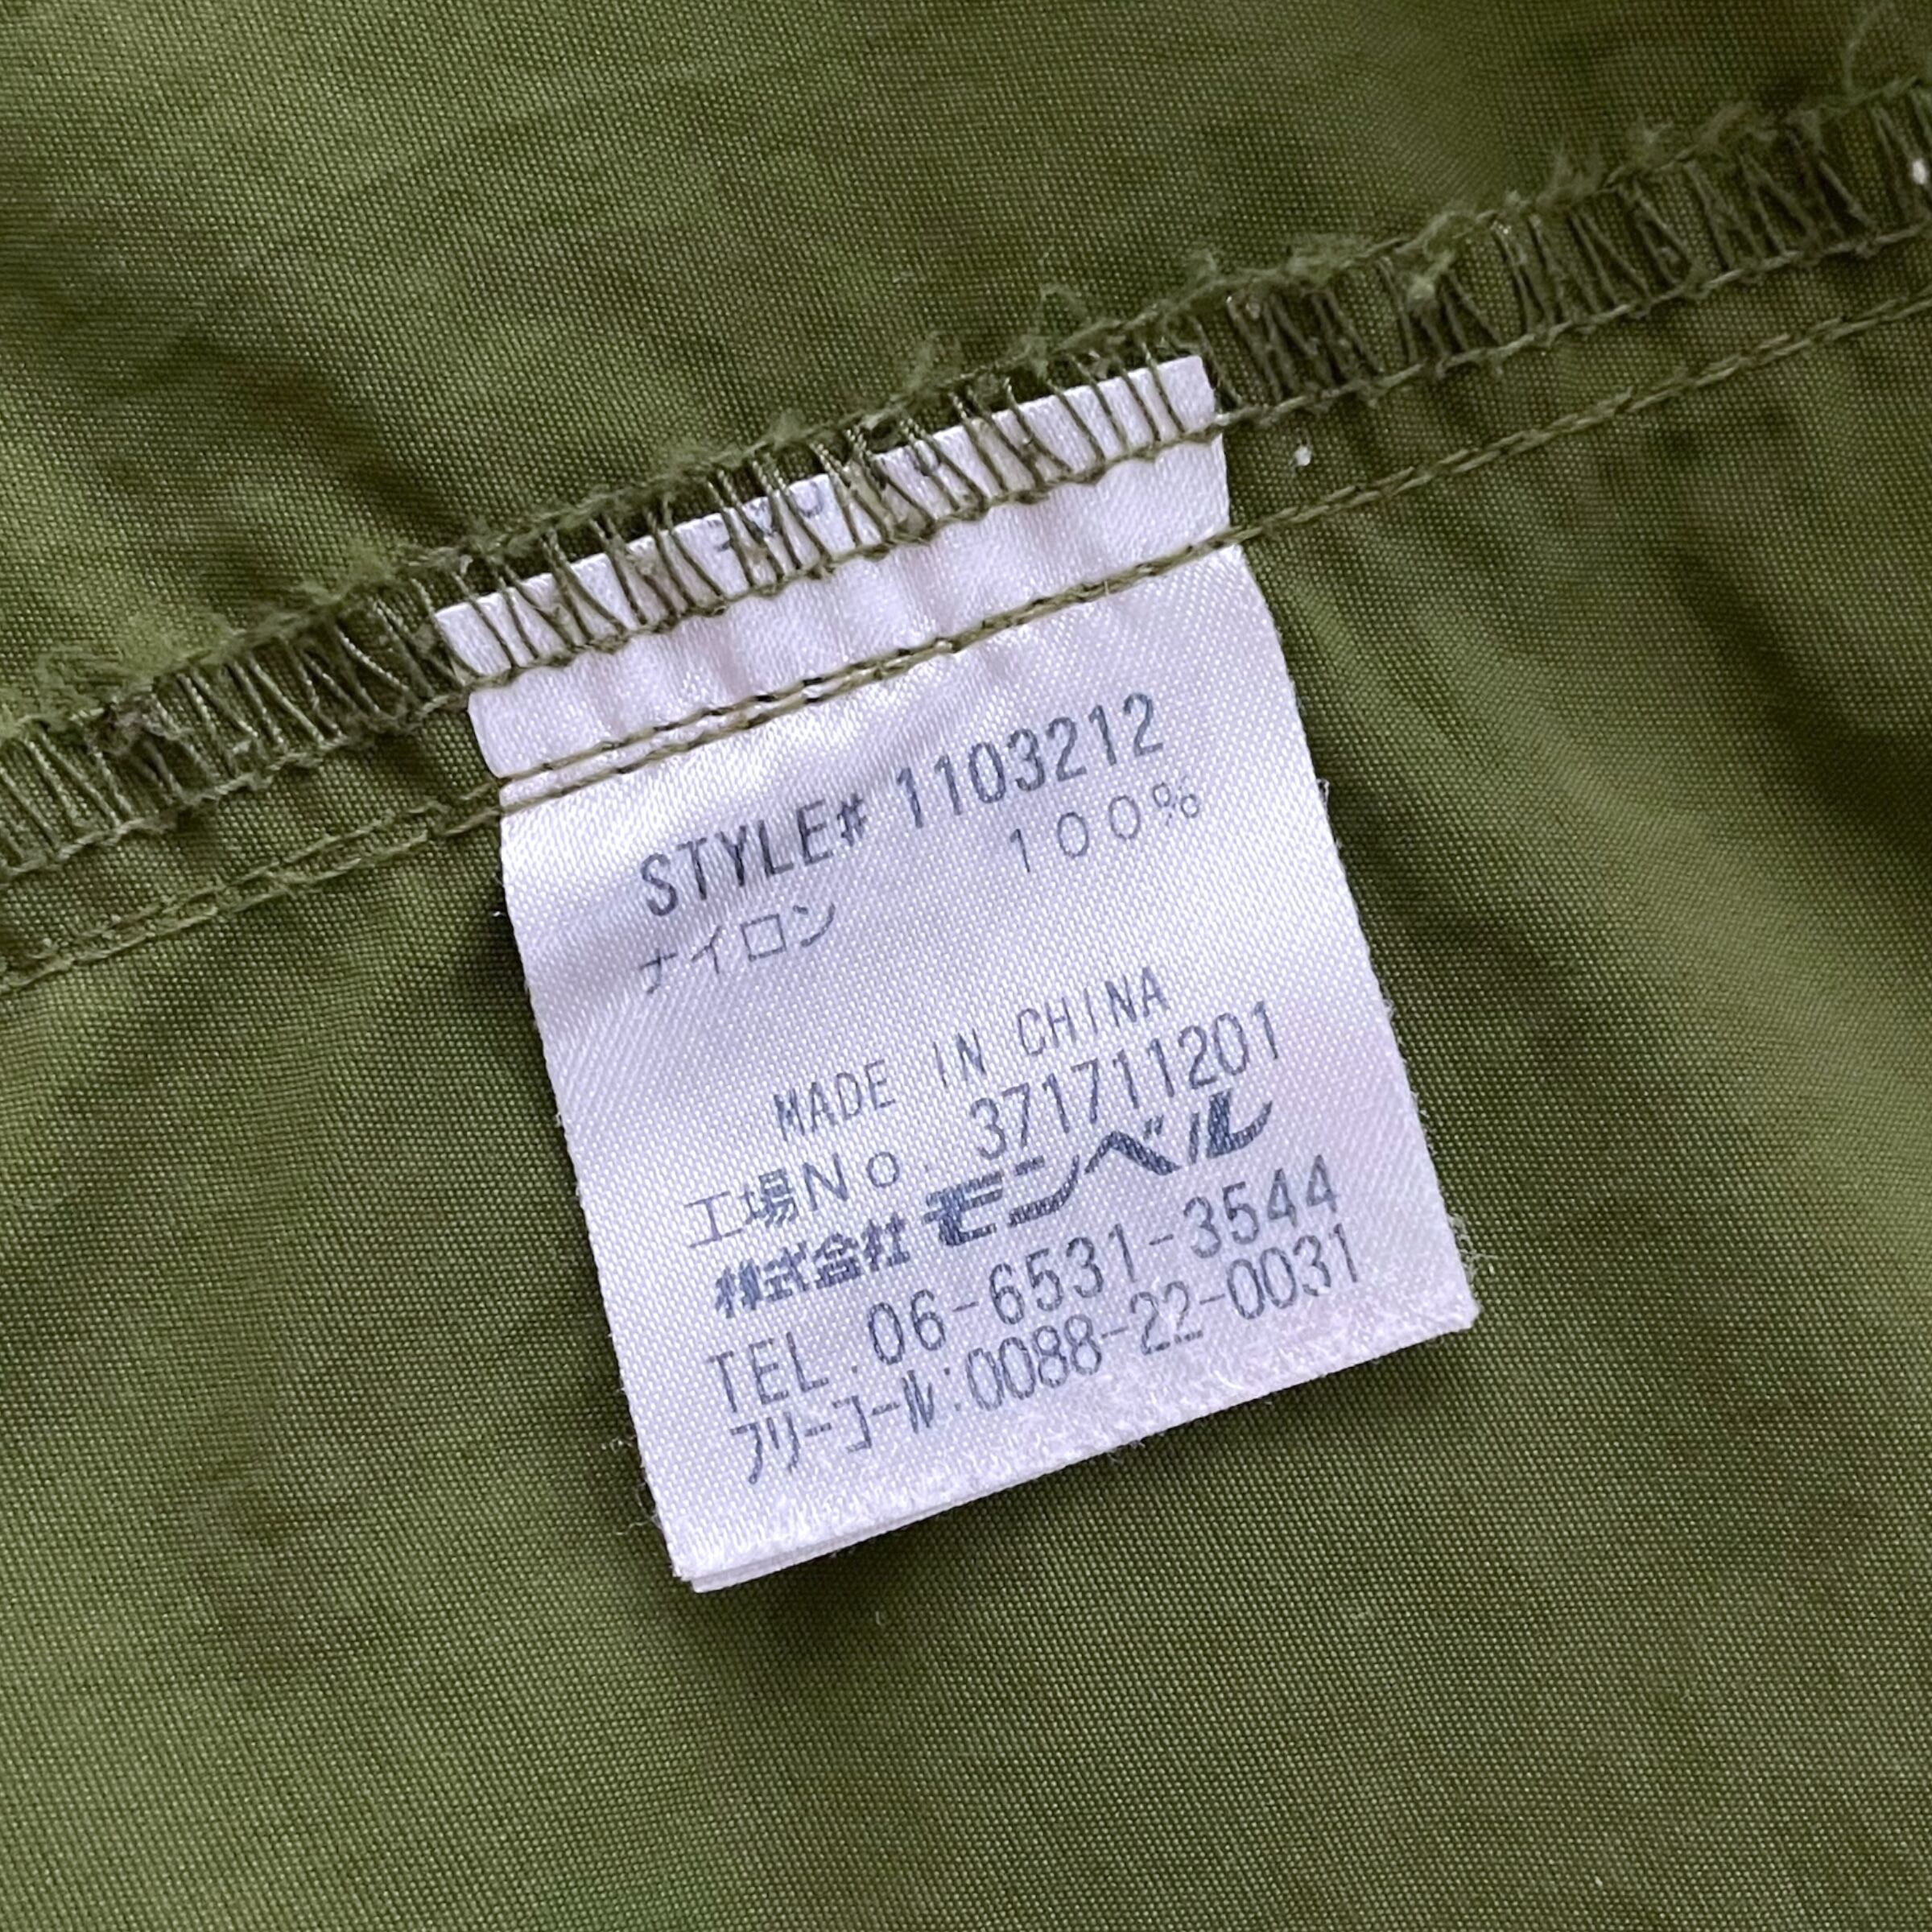 STYLE# 1103212
ナイロン 100%
MADE IN CHINA
工場No. 371711201
株式会社 モンベル
TEL.06-6531-3544
フリーコール:0088-22-0031